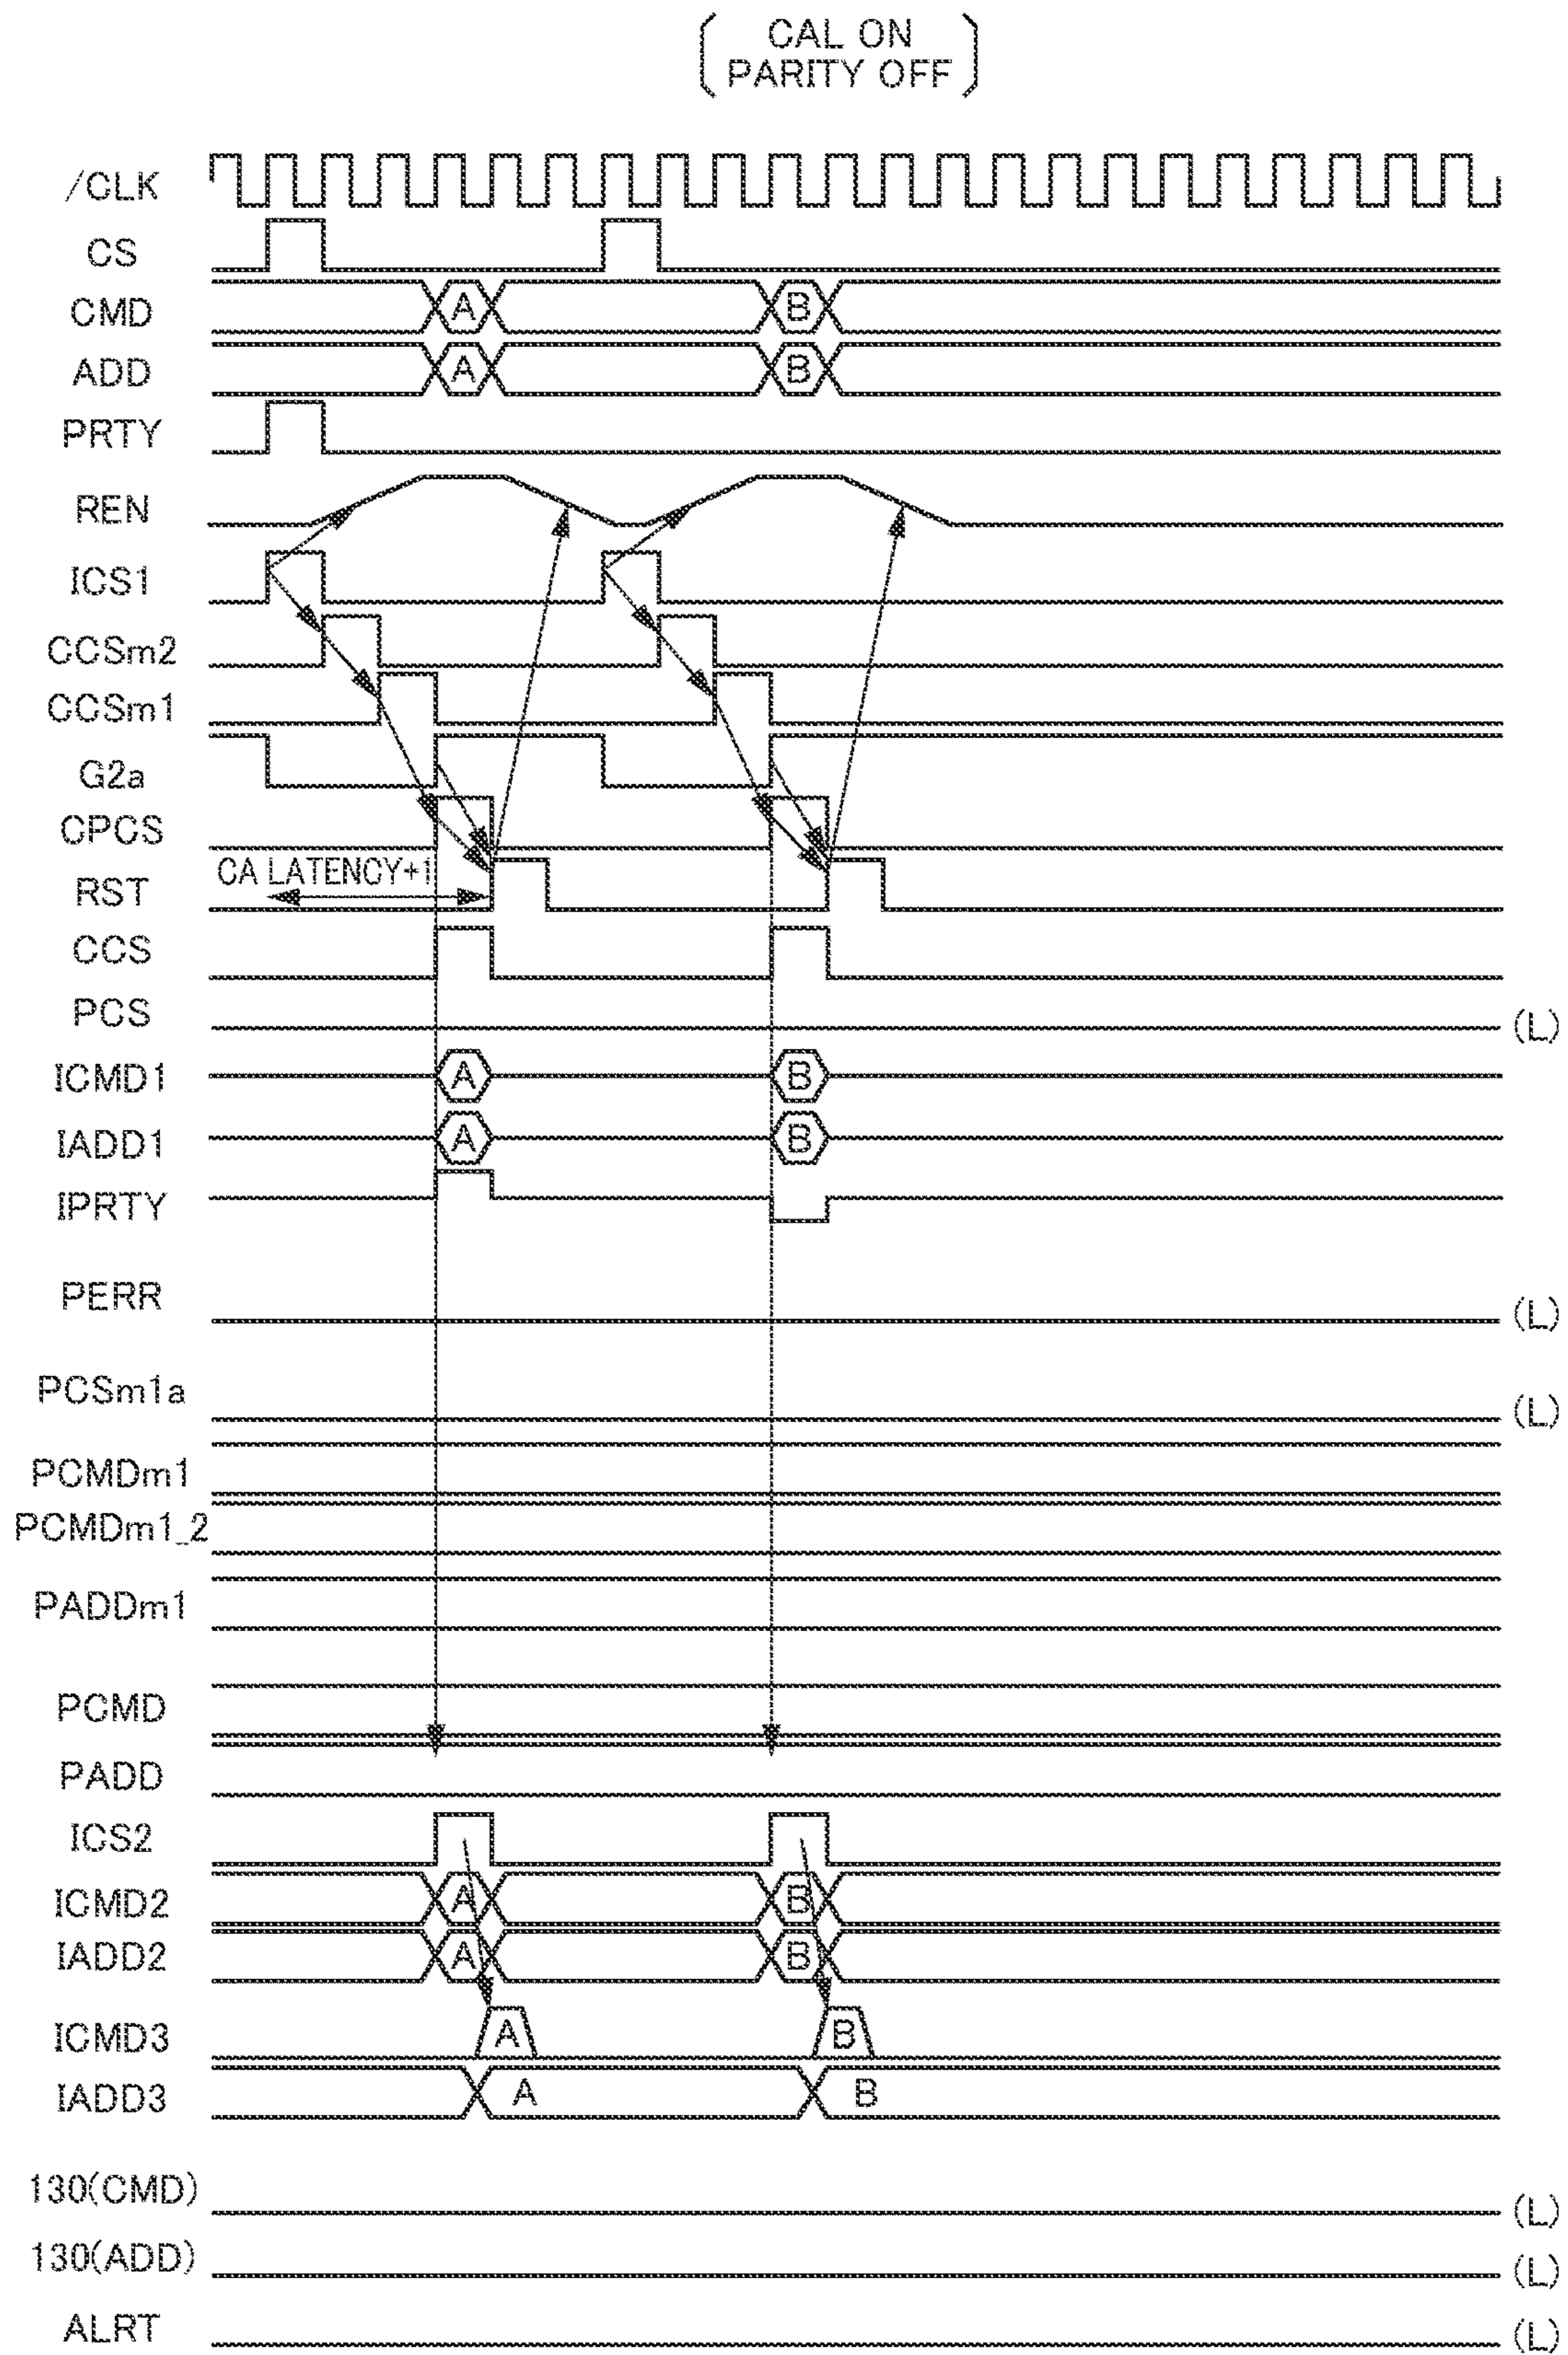 CAL ON
PARITY OFF
/CLK
CS
CMD A B
ADD A B
PRTY
REN
ICS1
CCSm2
CCSm1
G2a
CPCS
CA LATENCY+1
RST
CCS
PCS (L)
ICMD1 A B
IADD1 A B
IPRTY
PERR (L)
PCSm1a (L)
PCMDm1
PCMDm1_2
PADDm1
PCMD
PADD
ICS2
ICMD2 A B
IADD2 A B
ICMD3 A B
IADD3 A B
130(CMD) (L)
130(ADD) (L)
ALRT (L)